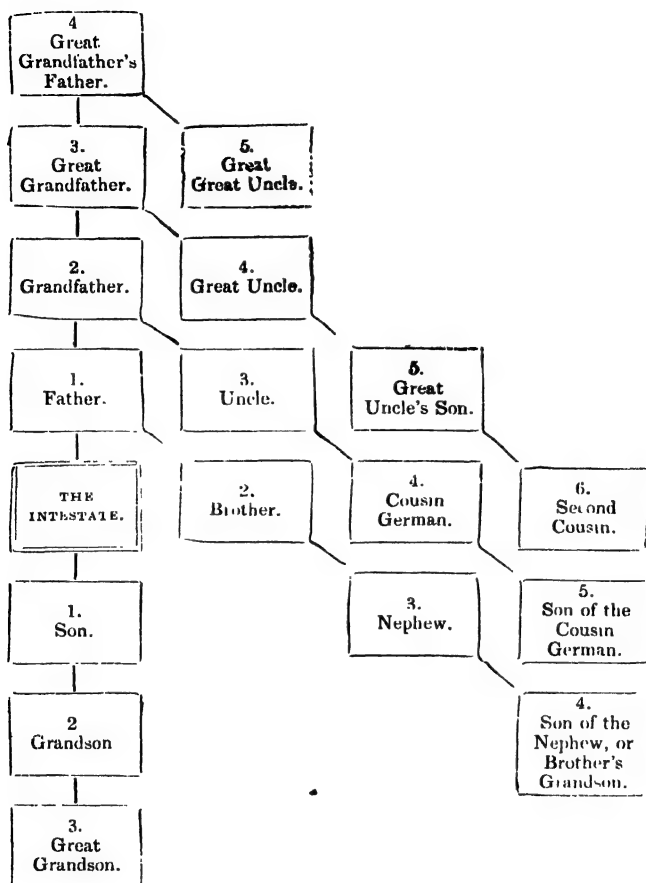 4
Great
Grandfather's
Father.
3.
Great
Grandfather.
5.
Great
Great Uncle.
2.
Grandfather.
4.
Great Uncle.
1.
Father.
3.
Uncle.
5.
Great
Uncle's Son.
THE
INTESTATE.
2.
Brother.
4.
Cousin
German.
6.
Second
Cousin.
1.
Son.
3.
Nephew.
5.
Son of the
Cousin
German.
2
Grandson
4.
Son of the
Nephew, or
Brother's
Grandson.
3.
Great
Grandson.